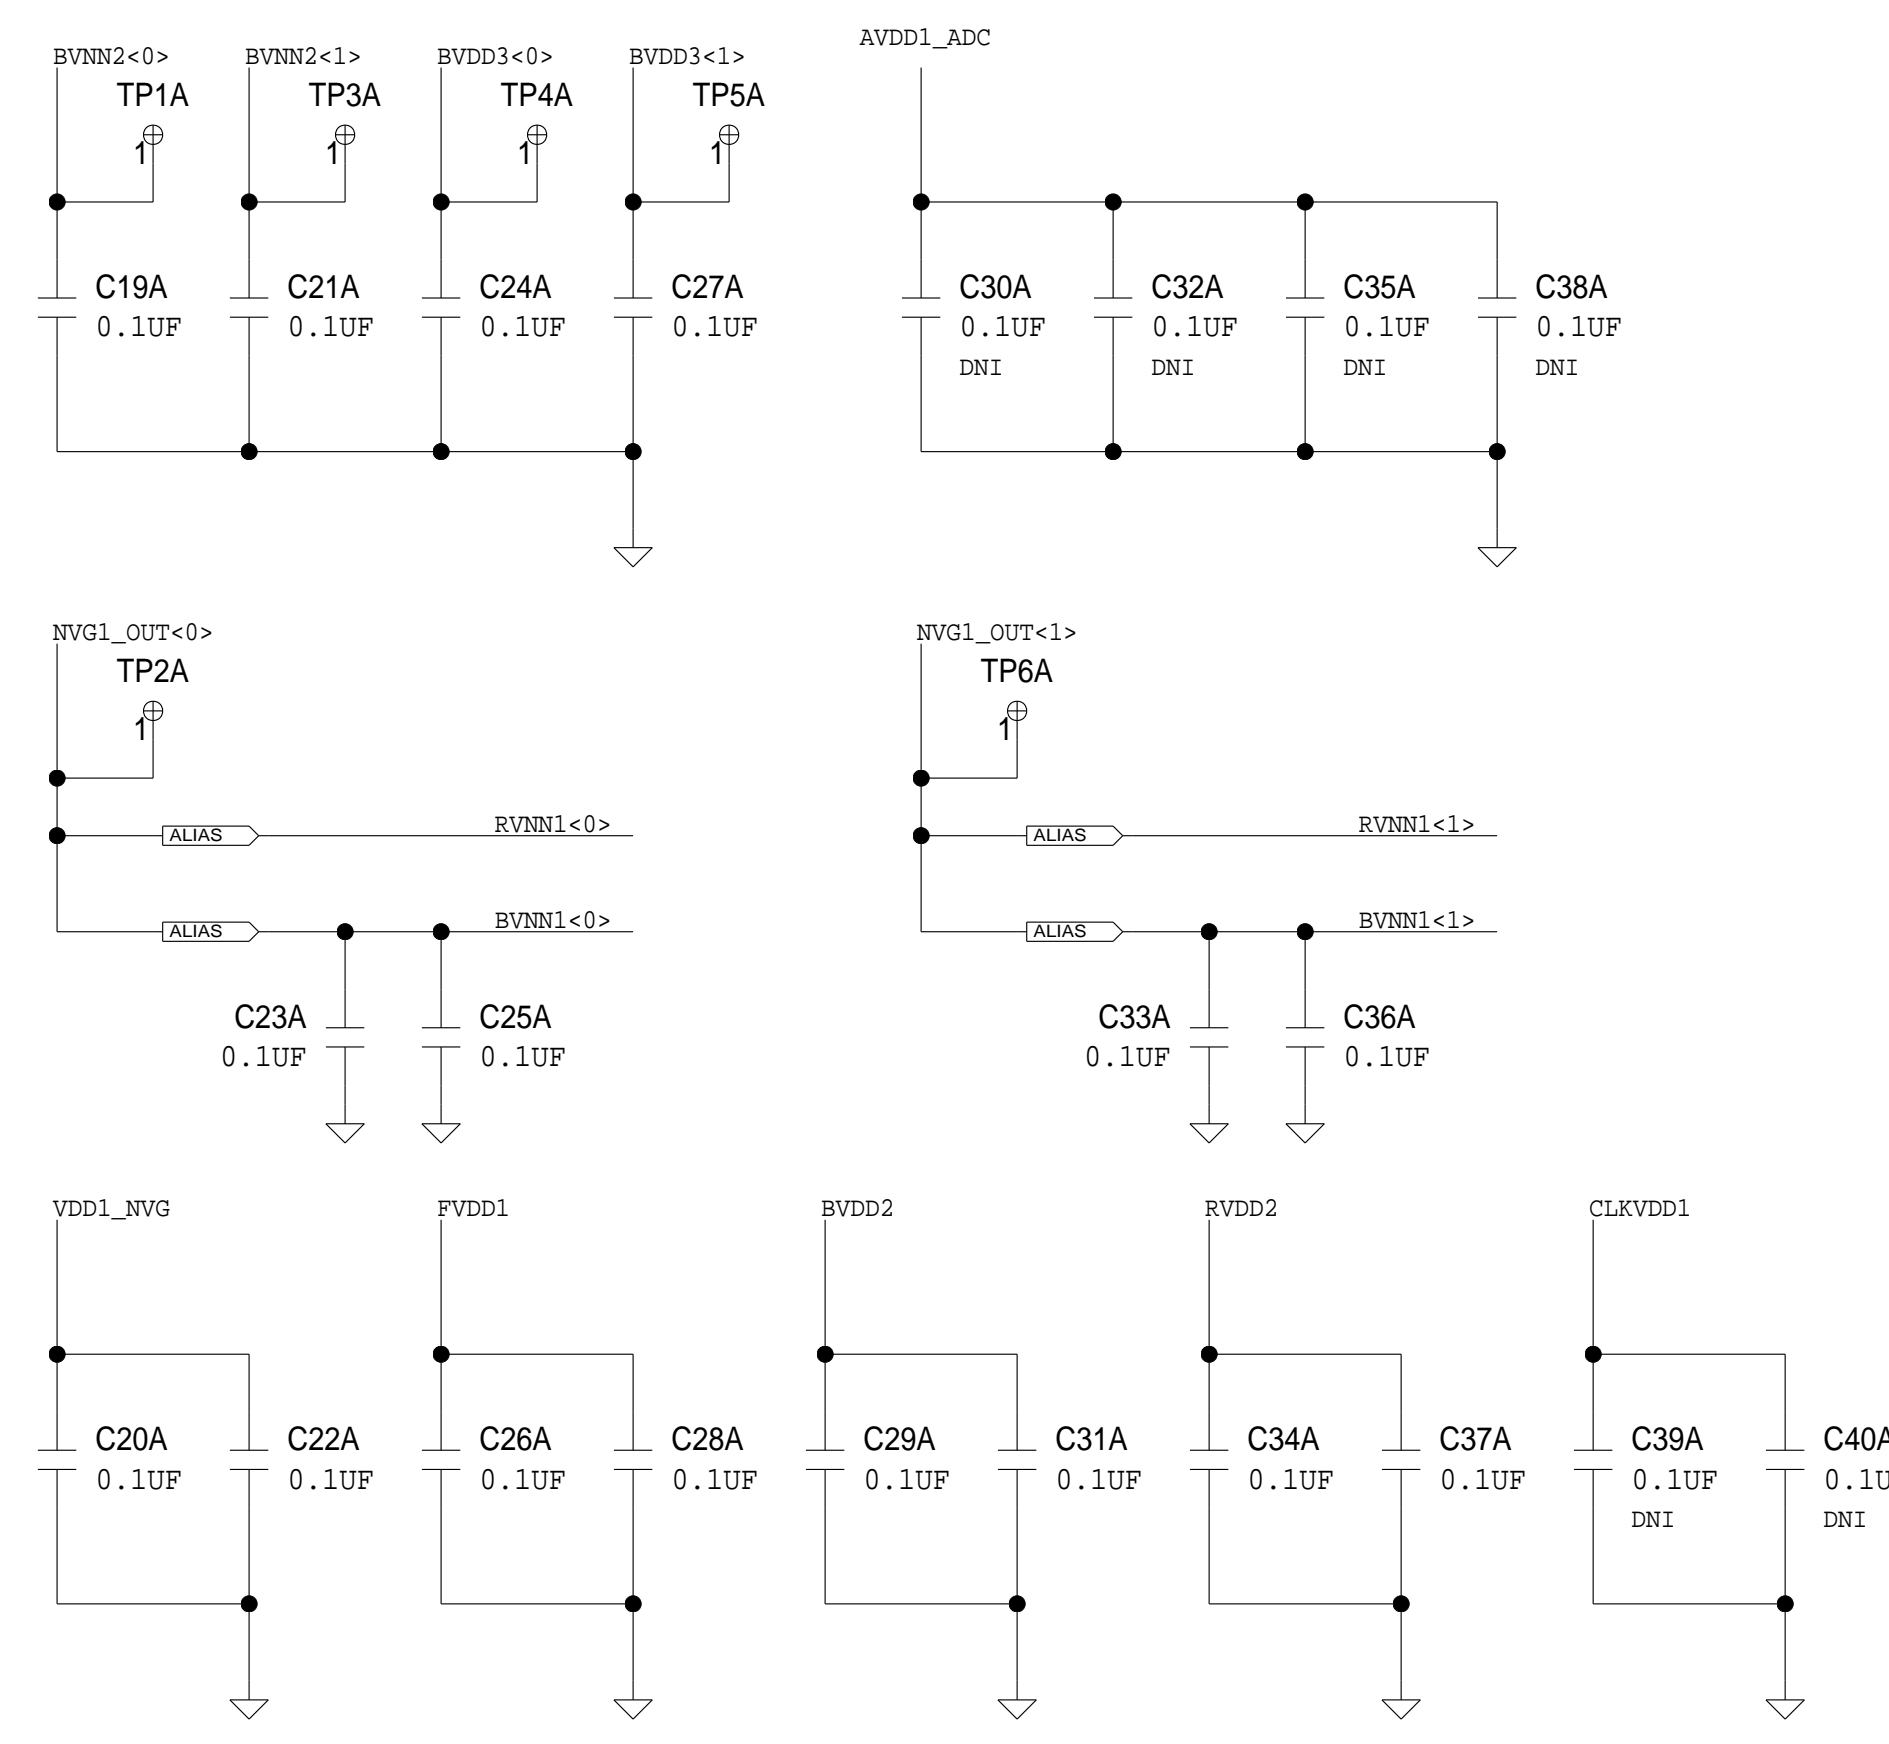 BVNN2<0> BVNN2<1> BVDD3<0> BVDD3<1> AVDD1_ADC
TP1A TP3A TP4A TP5A
1 1 1 1
C19A C21A C24A C27A C30A C32A C35A C38A
0.1UF 0.1UF 0.1UF 0.1UF 0.1UF 0.1UF 0.1UF 0.1UF
DNI DNI DNI DNI
NVG1_OUT<0> NVG1_OUT<1>
TP2A TP6A
1 1
ALIAS RVNN1<0> ALIAS RVNN1<1>
ALIAS BVNN1<0> ALIAS BVNN1<1>
C23A C25A C33A C36A
0.1UF 0.1UF 0.1UF 0.1UF
VDD1_NVG FVDD1 BVDD2 RVDD2 CLKVDD1
C20A C22A C26A C28A C29A C31A C34A C37A C39A C40A
0.1UF 0.1UF 0.1UF 0.1UF 0.1UF 0.1UF 0.1UF 0.1UF 0.1UF 0.1U
DNI DNI